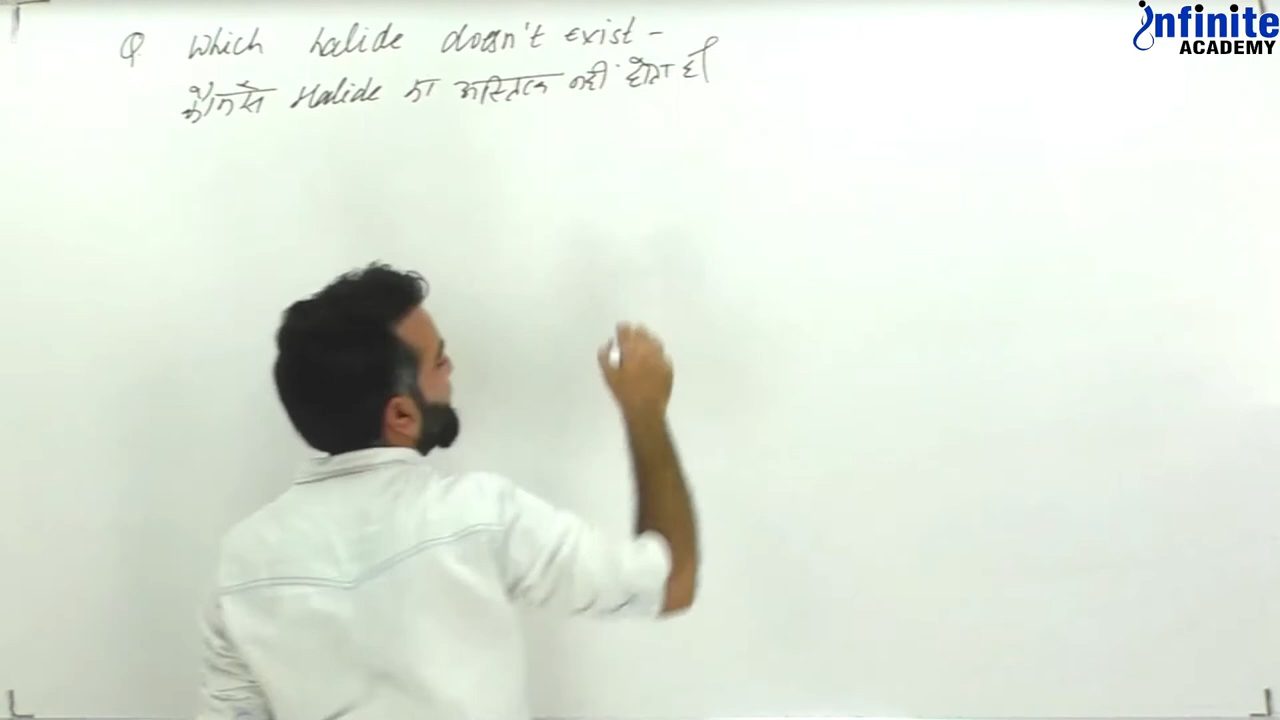 Q Which halide doesn't exist -
कौनसे Halide का अस्तित्व नहीं होता है
Infinite
ACADEMY